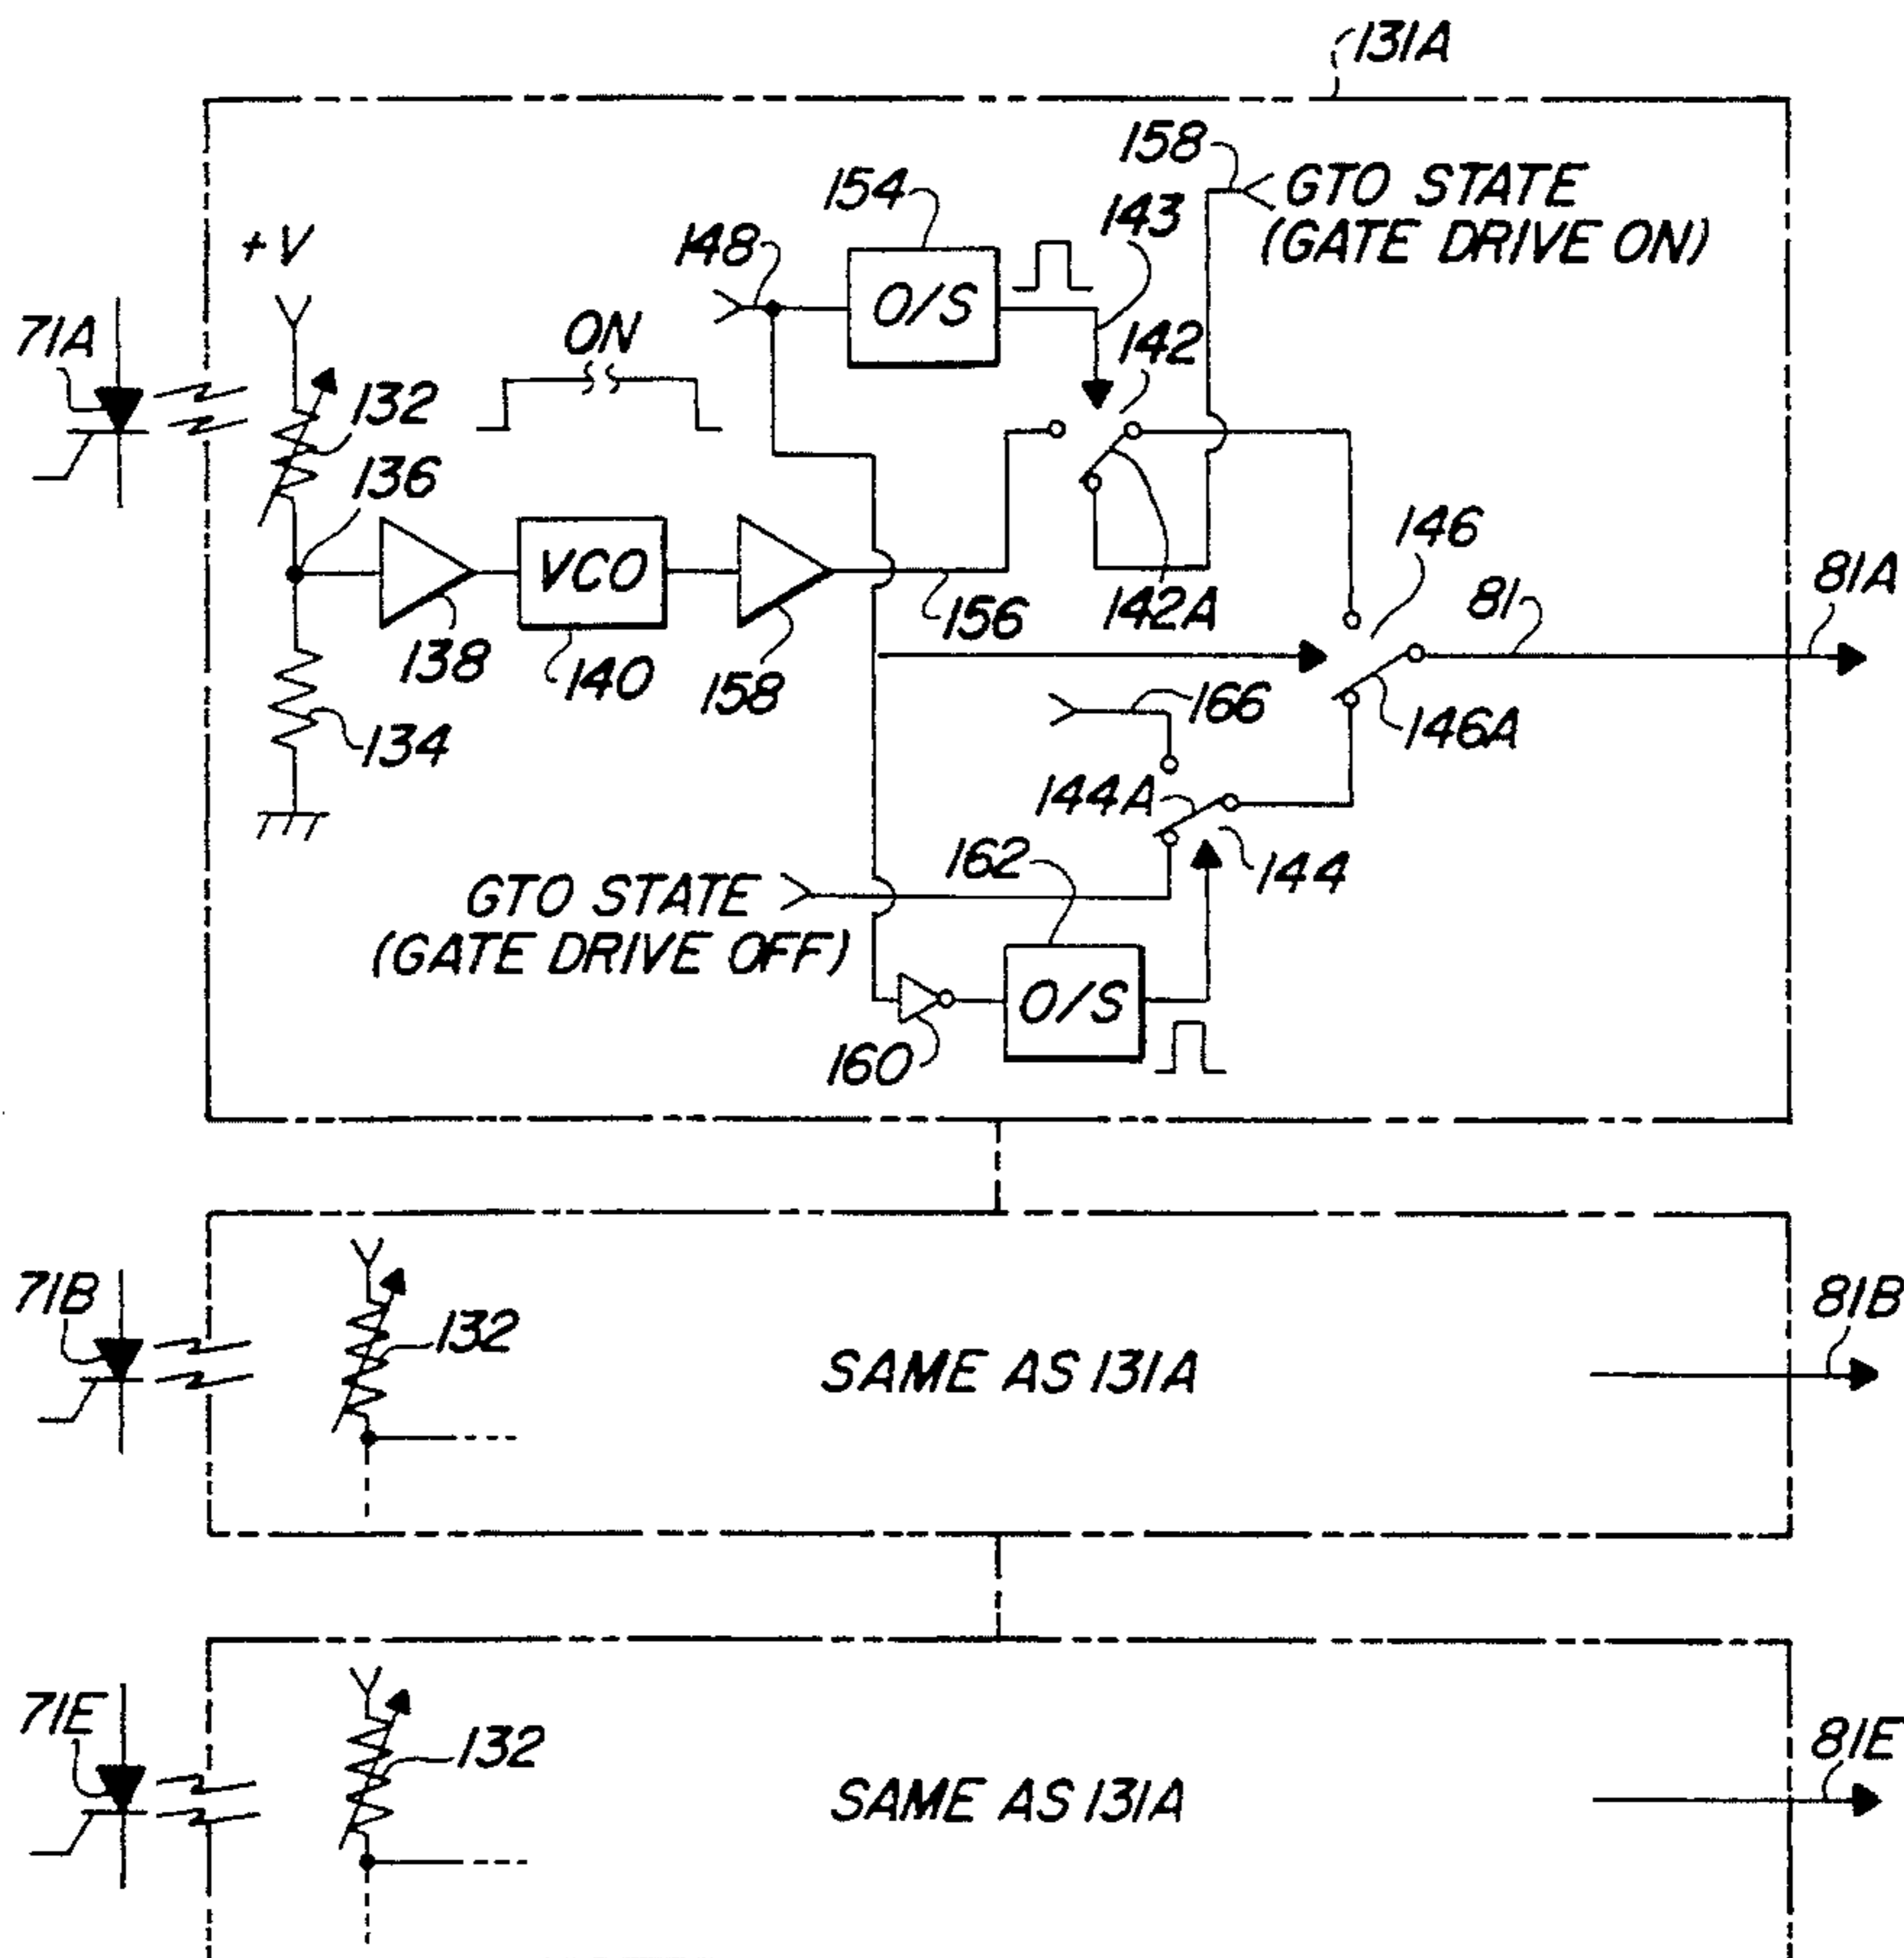 131A
158
GTO STATE
(GATE DRIVE ON)
154
143
148
+V
O/S
142
71A
ON
132
136
146
VCO
81A
81
142A
156
138
140
158
166
146A
134
144A
162
144
GTO STATE
(GATE DRIVE OFF)
O/S
160
71B
132
SAME AS 131A
81B
71E
132
SAME AS 131A
81E